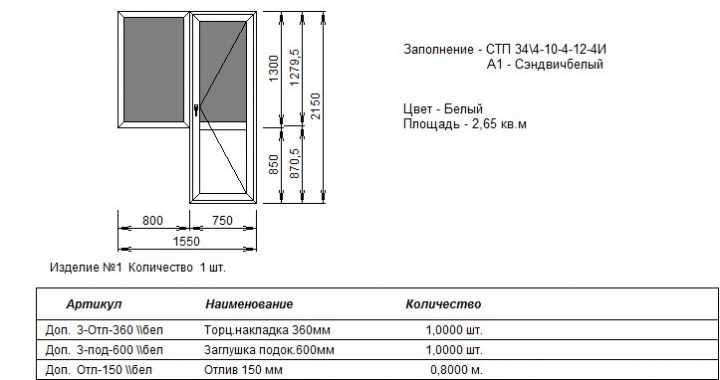 Заполнение - СТП 34\4-10-4-12-4И
А1 - Сэндвичбелый
Цвет - Белый
Площадь - 2,65 кв.м
1300
1279,5
2150
850
870,5
800
750
1550
Изделие №1 Количество 1 шт.
Артикул Наименование Количество
Доп. 3-Отл-360 \\бел Торц.накладка 360мм 1,0000 шт.
Доп. 3-под-600 \\бел Заглушка подок.600мм 1,0000 шт.
Доп. Отл-150 \\бел Отлив 150 мм 0,8000 м.